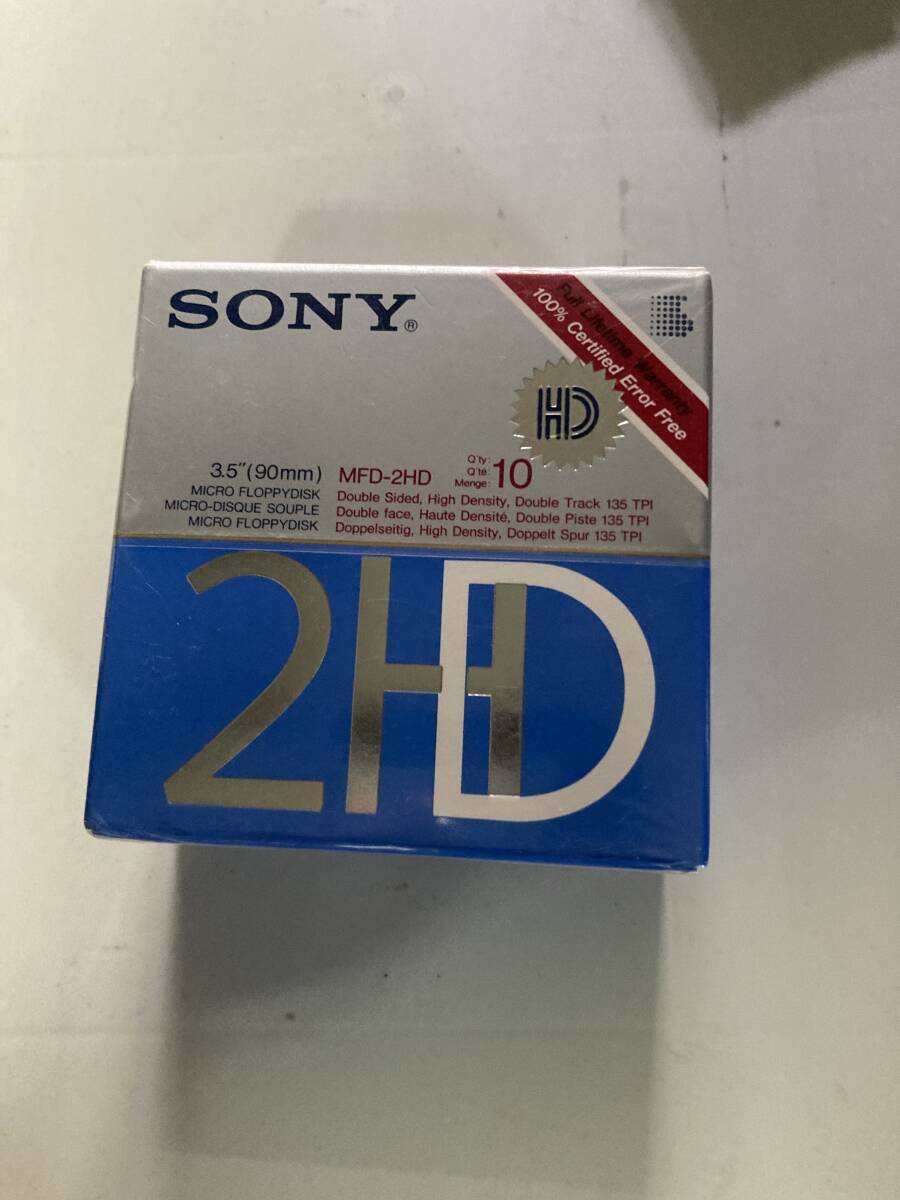 SONY®
Full Lifetime Warranty
100% Certified Error Free
HD
3.5″(90mm)
MICRO FLOPPYDISK
MICRO-DISQUE SOUPLE
MICRO FLOPPYDISK
MFD-2HD
Q'ty:
Q'té:
Menge:
10
Double Sided, High Density, Double Track 135 TPI
Double face, Haute Densité, Double Piste 135 TPI
Doppelseitig, High Density, Doppelt Spur 135 TPI
2HD